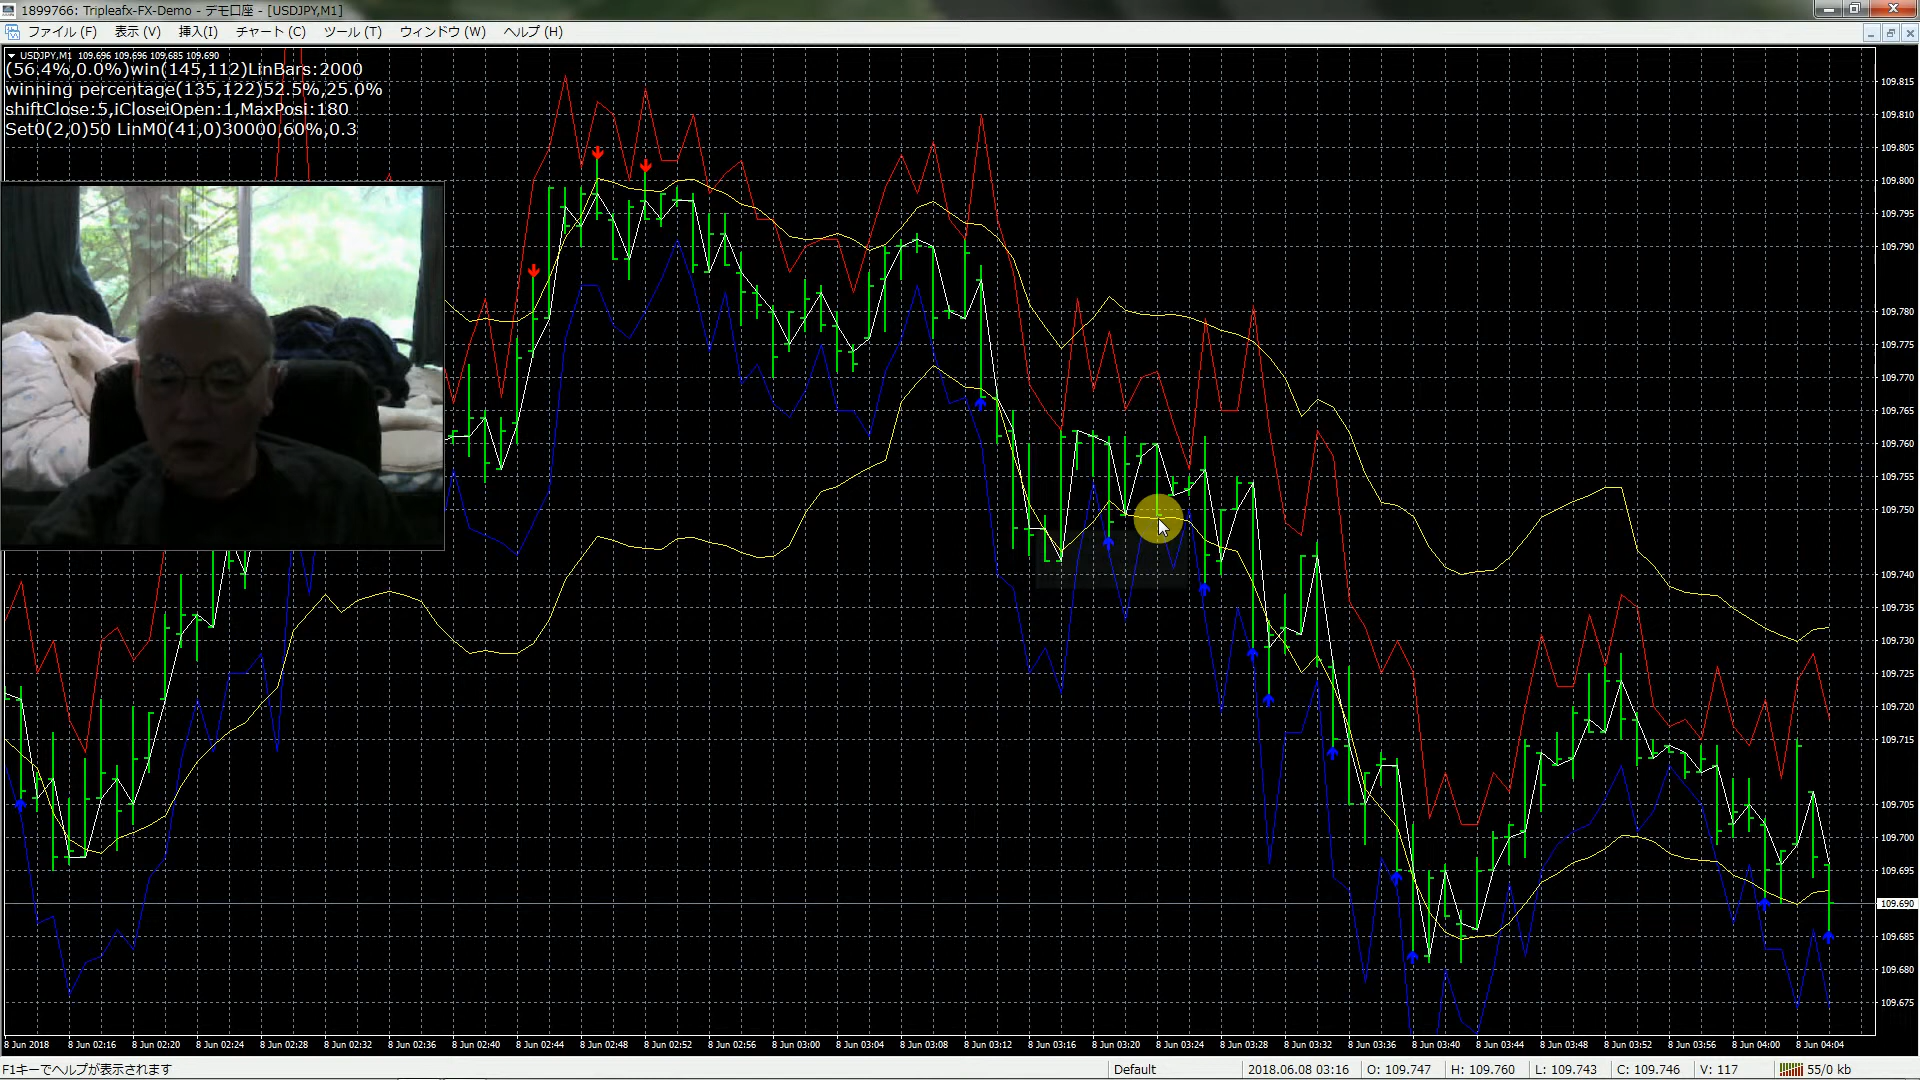 1899766: Tripleafx-FX-Demo - デモ口座 - [USDJPY,M1]
ファイル (F) 表示 (V) 挿入(I) チャート (C) ツール (T) ウィンドウ (W) ヘルプ (H)
USDJPY,M1 109.696 109.696 109.685 109.690
(56.4%,0.0%)win(145,112)LinBars:2000
winning percentage(135,122)52.5%,25.0%
shiftClose:5,iCloseiOpen:1,MaxPosi:180
Set0(2,0)50 LinM0(41,0)30000,60%,0.3
109.815
109.810
109.805
109.800
109.795
109.790
109.780
109.775
109.770
109.765
109.760
109.755
109.750
109.740
109.735
109.730
109.725
109.720
109.715
109.705
109.700
109.695
109.690
109.685
109.680
109.675
8 Jun 2018 8 Jun 02:16 8 Jun 02:20 8 Jun 02:24 8 Jun 02:28 8 Jun 02:32 8 Jun 02:36 8 Jun 02:40 8 Jun 02:44 8 Jun 02:48 8 Jun 02:52 8 Jun 02:56 8 Jun 03:00 8 Jun 03:04 8 Jun 03:08 8 Jun 03:12 8 Jun 03:16 8 Jun 03:20 8 Jun 03:24 8 Jun 03:28 8 Jun 03:32 8 Jun 03:36 8 Jun 03:40 8 Jun 03:44 8 Jun 03:48 8 Jun 03:52 8 Jun 03:56 8 Jun 04:00 8 Jun 04:04
F1キーでヘルプが表示されます Default 2018.06.08 03:16 O: 109.747 H: 109.760 L: 109.743 C: 109.746 V: 117 55/0 kb